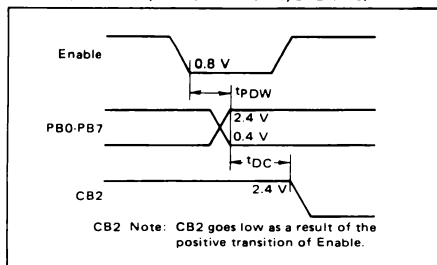 Enable
0.8 V
tPDW
PB0-PB7
2.4 V
0.4 V
tDC
CB2
2.4 V
CB2 Note: CB2 goes low as a result of the
positive transition of Enable.